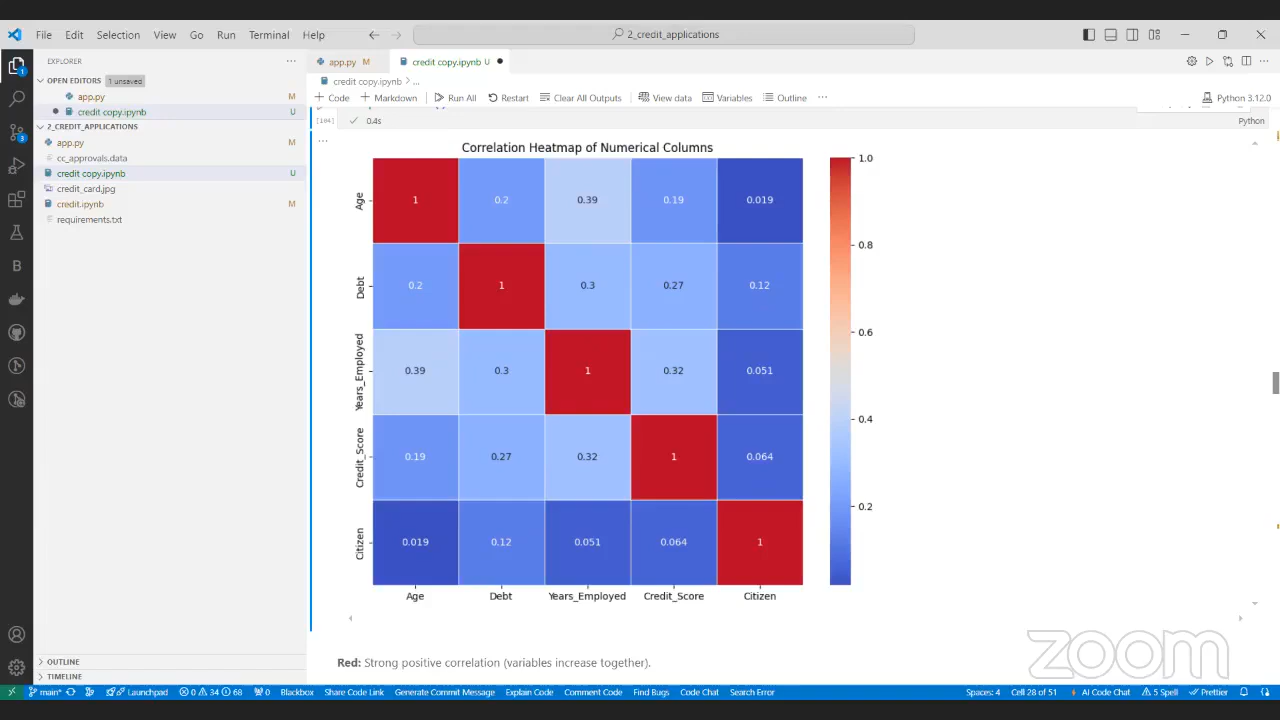 File Edit Selection View Go Run Terminal Help
2_credit_applications
EXPLORER
OPEN EDITORS 1 unsaved
app.py M
credit copy.ipynb U
2_CREDIT_APPLICATIONS
app.py M
cc_approvals.data
credit copy.ipynb U
credit_card.jpg
credit.ipynb M
requirements.txt
OUTLINE
TIMELINE
app.py M
credit copy.ipynb U
credit copy.ipynb > ...
Code Markdown Run All Restart Clear All Outputs View data Variables Outline ...
Python 3.12.0
[104] 0.4s
Python
Correlation Heatmap of Numerical Columns
Age 1 0.2 0.39 0.19 0.019
Debt 0.2 1 0.3 0.27 0.12
Years_Employed 0.39 0.3 1 0.32 0.051
Credit_Score 0.19 0.27 0.32 1 0.064
Citizen 0.019 0.12 0.051 0.064 1
Age Debt Years_Employed Credit_Score Citizen
1.0
0.8
0.6
0.4
0.2
Red: Strong positive correlation (variables increase together).
zoom
main* 0 34 68 0 Launchpad Blackbox Share Code Link Generate Commit Message Explain Code Comment Code Find Bugs Code Chat Search Error
Spaces: 4 Cell 28 of 51 AI Code Chat 5 Spell Prettier